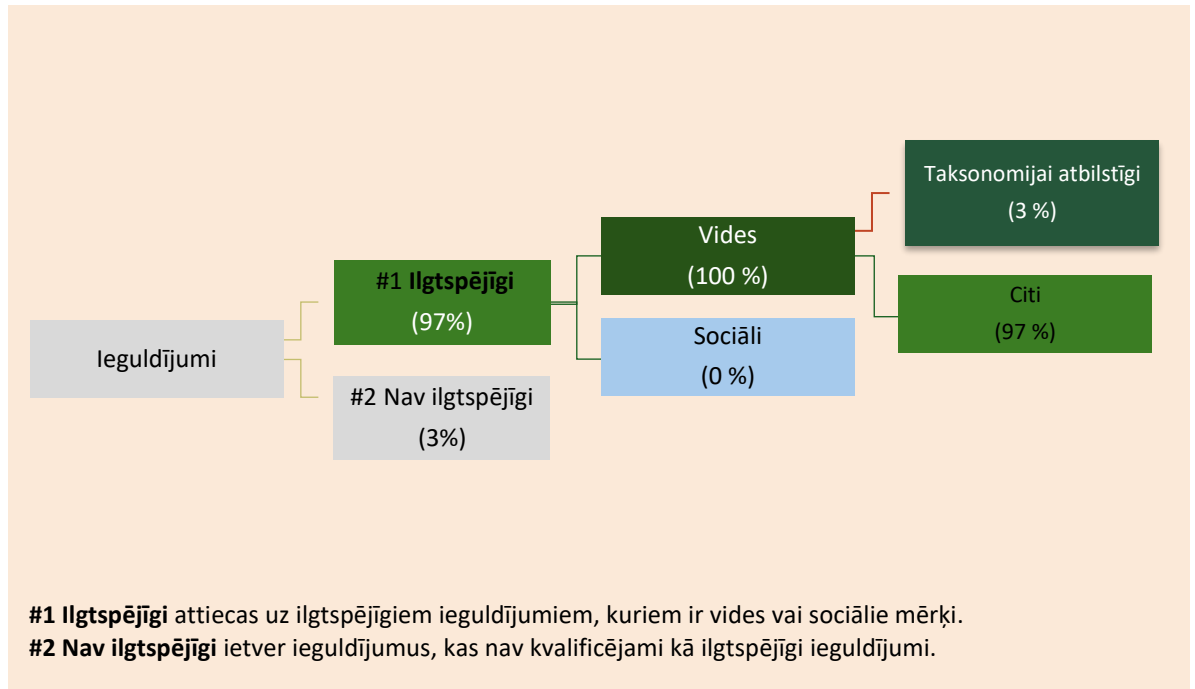 Ieguldījumi
#1 Ilgtspējīgi
(97%)
#2 Nav ilgtspējīgi
(3%)
Vides
(100 %)
Sociāli
(0 %)
Taksonomijai atbilstīgi
(3 %)
Citi
(97 %)
#1 Ilgtspējīgi attiecas uz ilgtspējīgiem ieguldījumiem, kuriem ir vides vai sociālie mērķi.
#2 Nav ilgtspējīgi ietver ieguldījumus, kas nav kvalificējami kā ilgtspējīgi ieguldījumi.